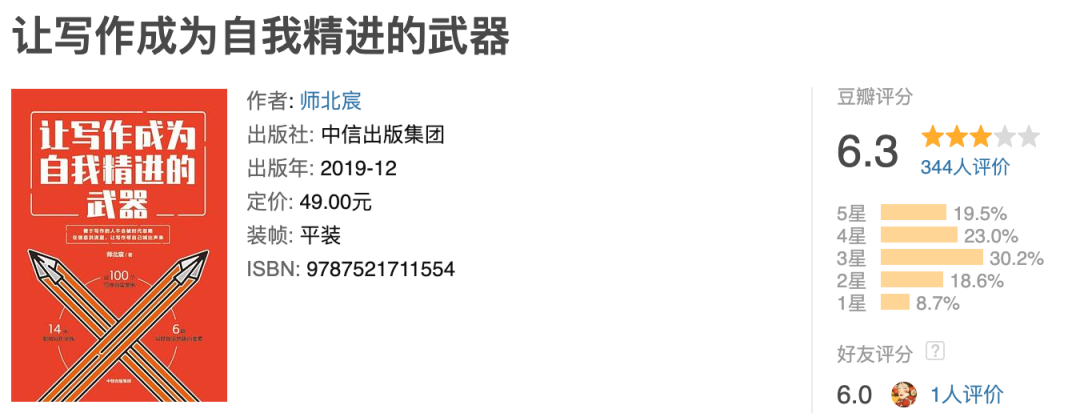 让写作成为自我精进的武器
让写作成为
自我精进的
武器
师北宸 著
100
14
6
中信出版集团
作者: 师北宸
出版社: 中信出版集团
出版年: 2019-12
定价: 49.00元
装帧: 平装
ISBN: 9787521711554
豆瓣评分
6.3
344人评价
5星 19.5%
4星 23.0%
3星 30.2%
2星 18.6%
1星 8.7%
好友评分 ?
6.0 1人评价